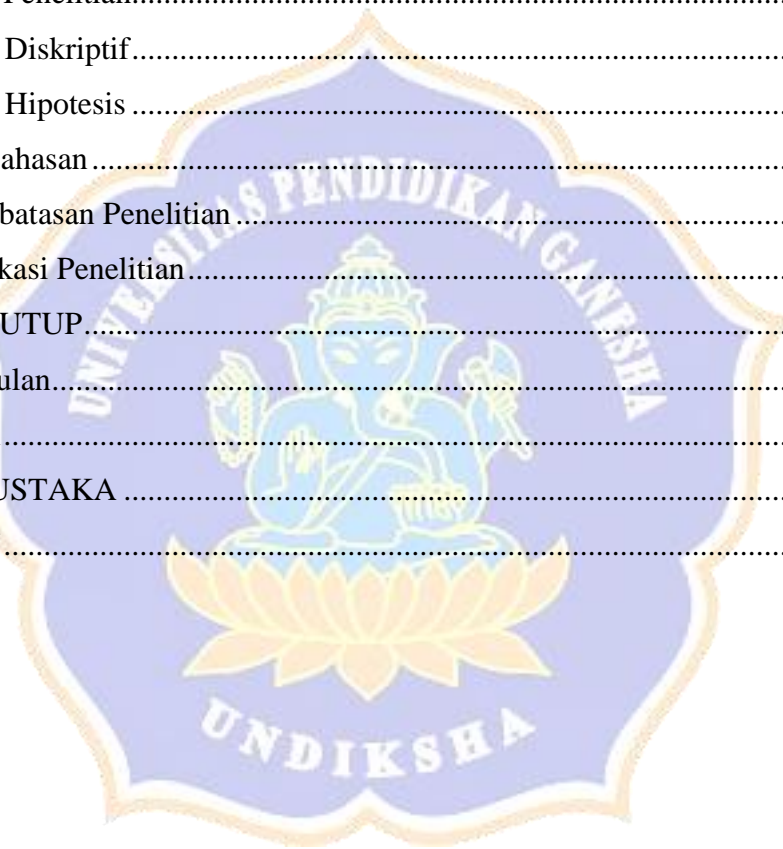 Penelitian
Diskriptif
Hipotesis
ahasan
batasan Penelitian
kasi Penelitian
UTUP
ulan
USTAKA
UNIVERSITAS PENDIDIKAN GANESHA
UNDIKSHA